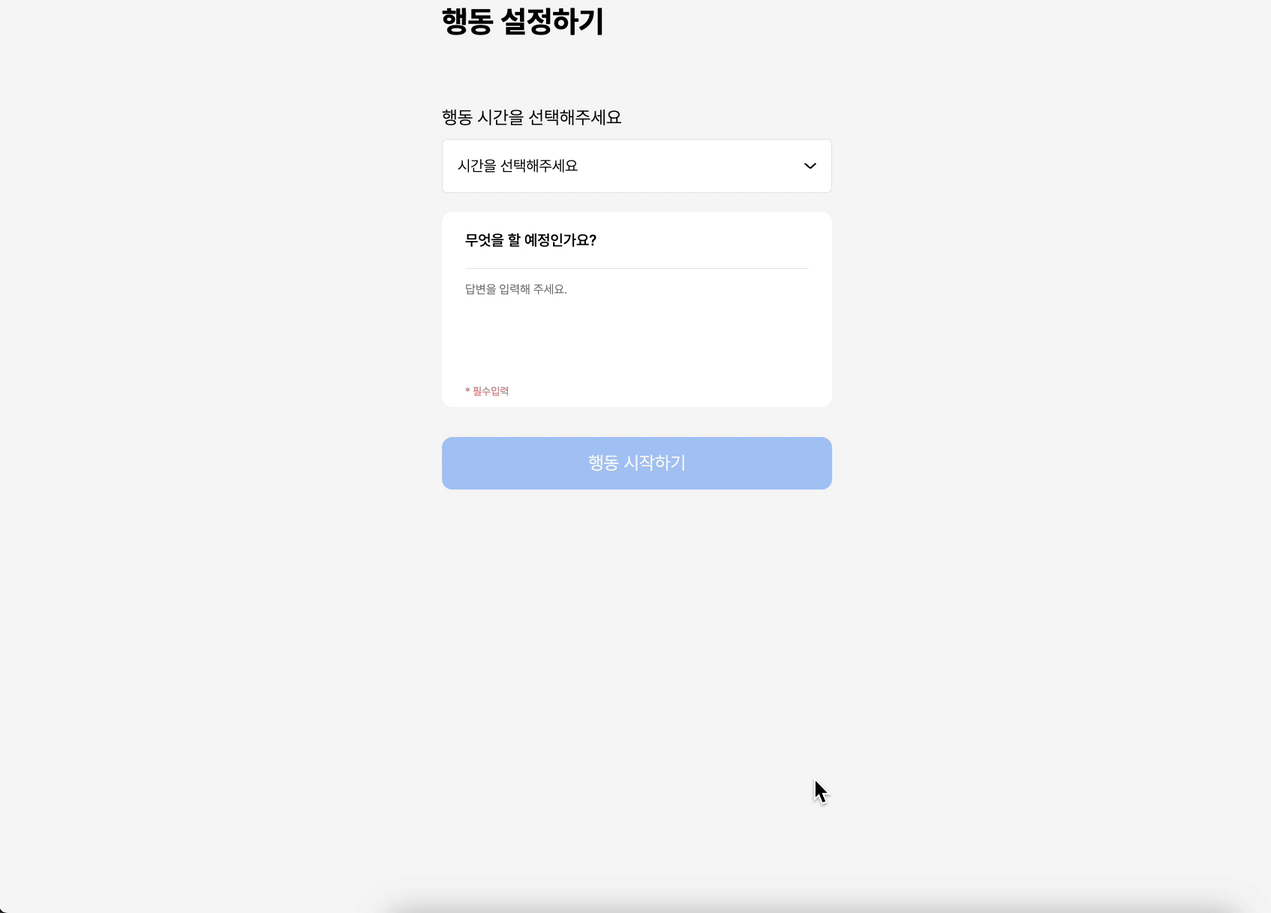 행동 설정하기
행동 시간을 선택해주세요
시간을 선택해주세요
무엇을 할 예정인가요?
답변을 입력해 주세요.
* 필수입력
행동 시작하기